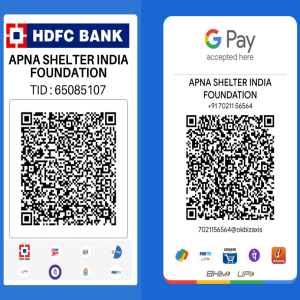 HDFC BANK
APNA SHELTER INDIA
FOUNDATION
TID : 65085107
G Pay
accepted here
APNA SHELTER INDIA
FOUNDATION
+917021156564
7021156564@okbizaxis
BHIM UPI